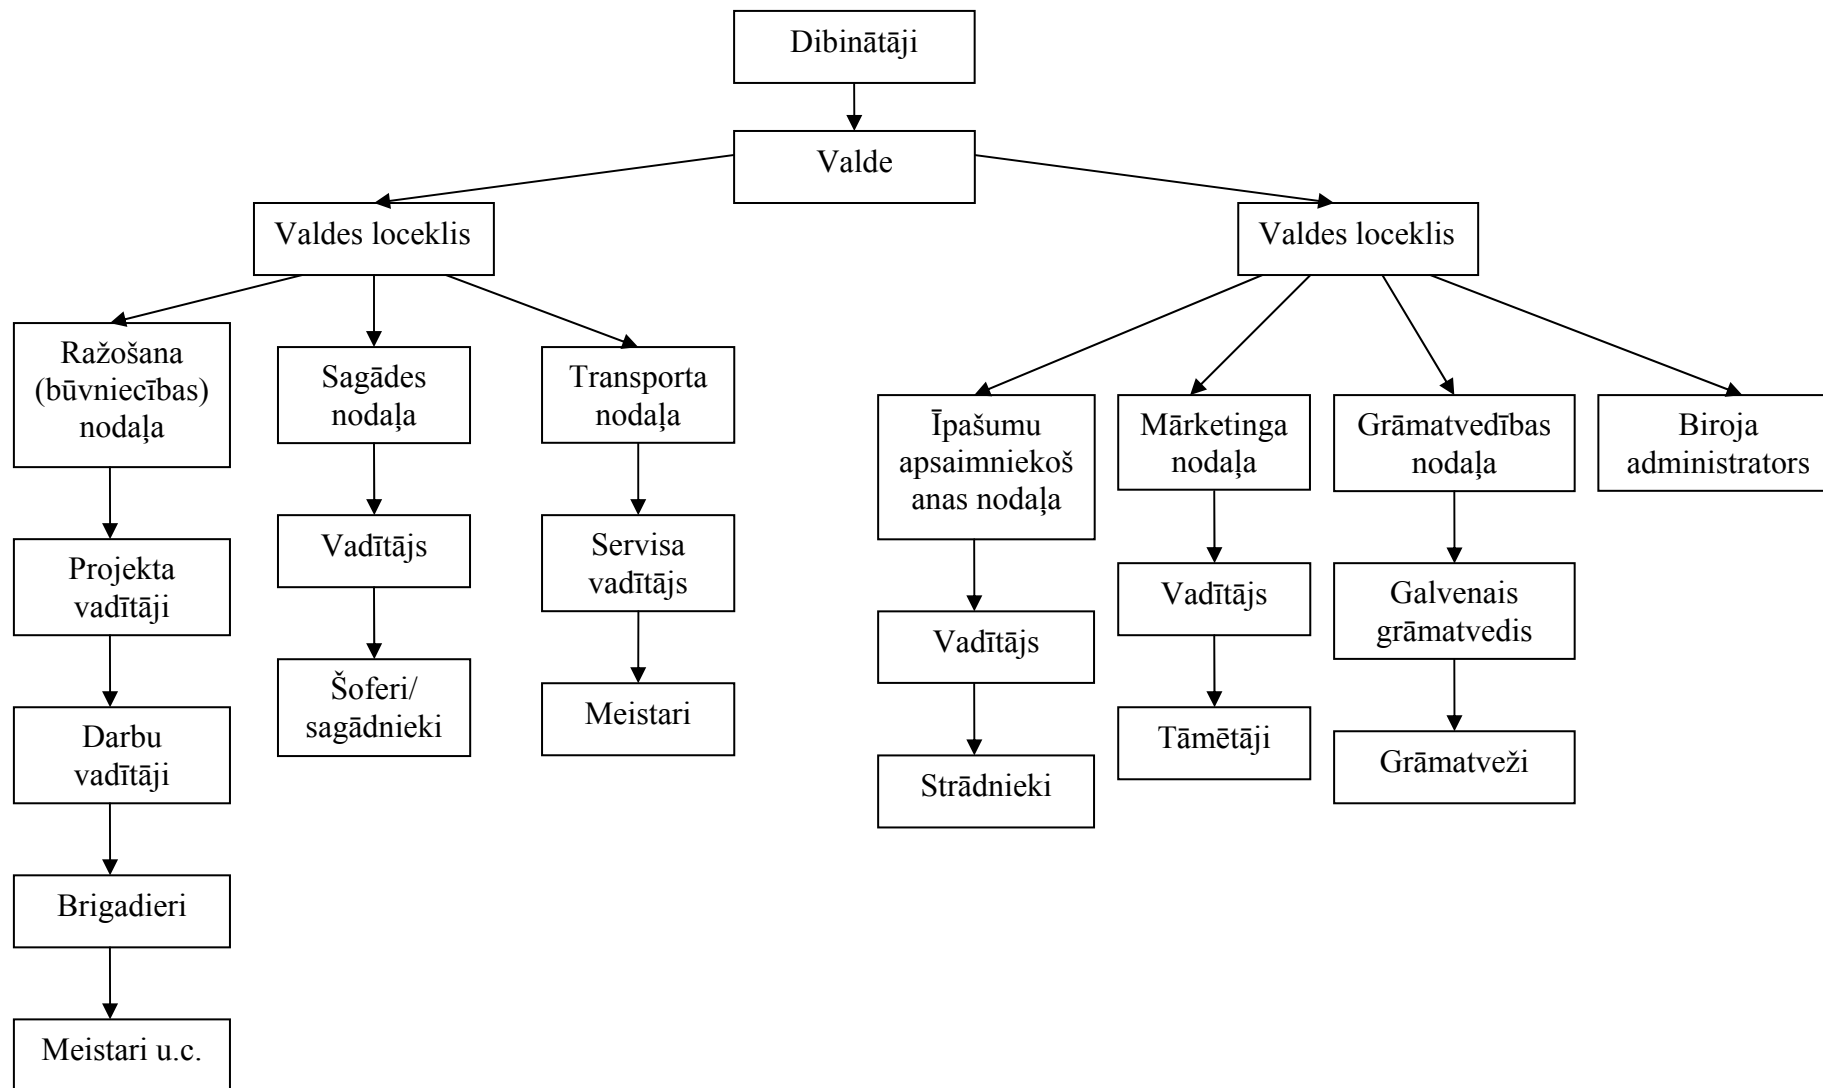 Dibinātāji
Valde
Valdes loceklis
Valdes loceklis
Ražošana
(būvniecības)
nodaļa
Sagādes
nodaļa
Transporta
nodaļa
Īpašumu
apsaimniekoš
anas nodaļa
Mārketinga
nodaļa
Grāmatvedības
nodaļa
Biroja
administrators
Projekta
vadītāji
Vadītājs
Servisa
vadītājs
Vadītājs
Vadītājs
Galvenais
grāmatvedis
Darbu
vadītāji
Šoferi/
sagādnieki
Meistari
Strādnieki
Tāmētāji
Grāmatveži
Brigadieri
Meistari u.c.